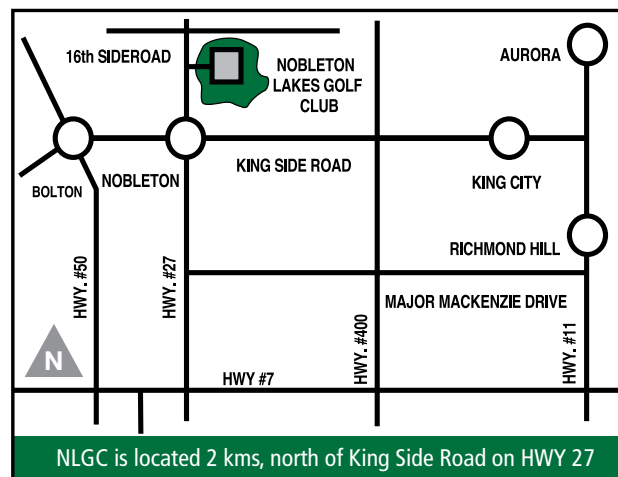 16th SIDEROAD
NOBLETON
LAKES GOLF
CLUB
AURORA
BOLTON
NOBLETON
KING SIDE ROAD
KING CITY
RICHMOND HILL
HWY. #50
HWY. #27
HWY. #400
HWY. #11
MAJOR MACKENZIE DRIVE
N
HWY #7
NLGC is located 2 kms, north of King Side Road on HWY 27